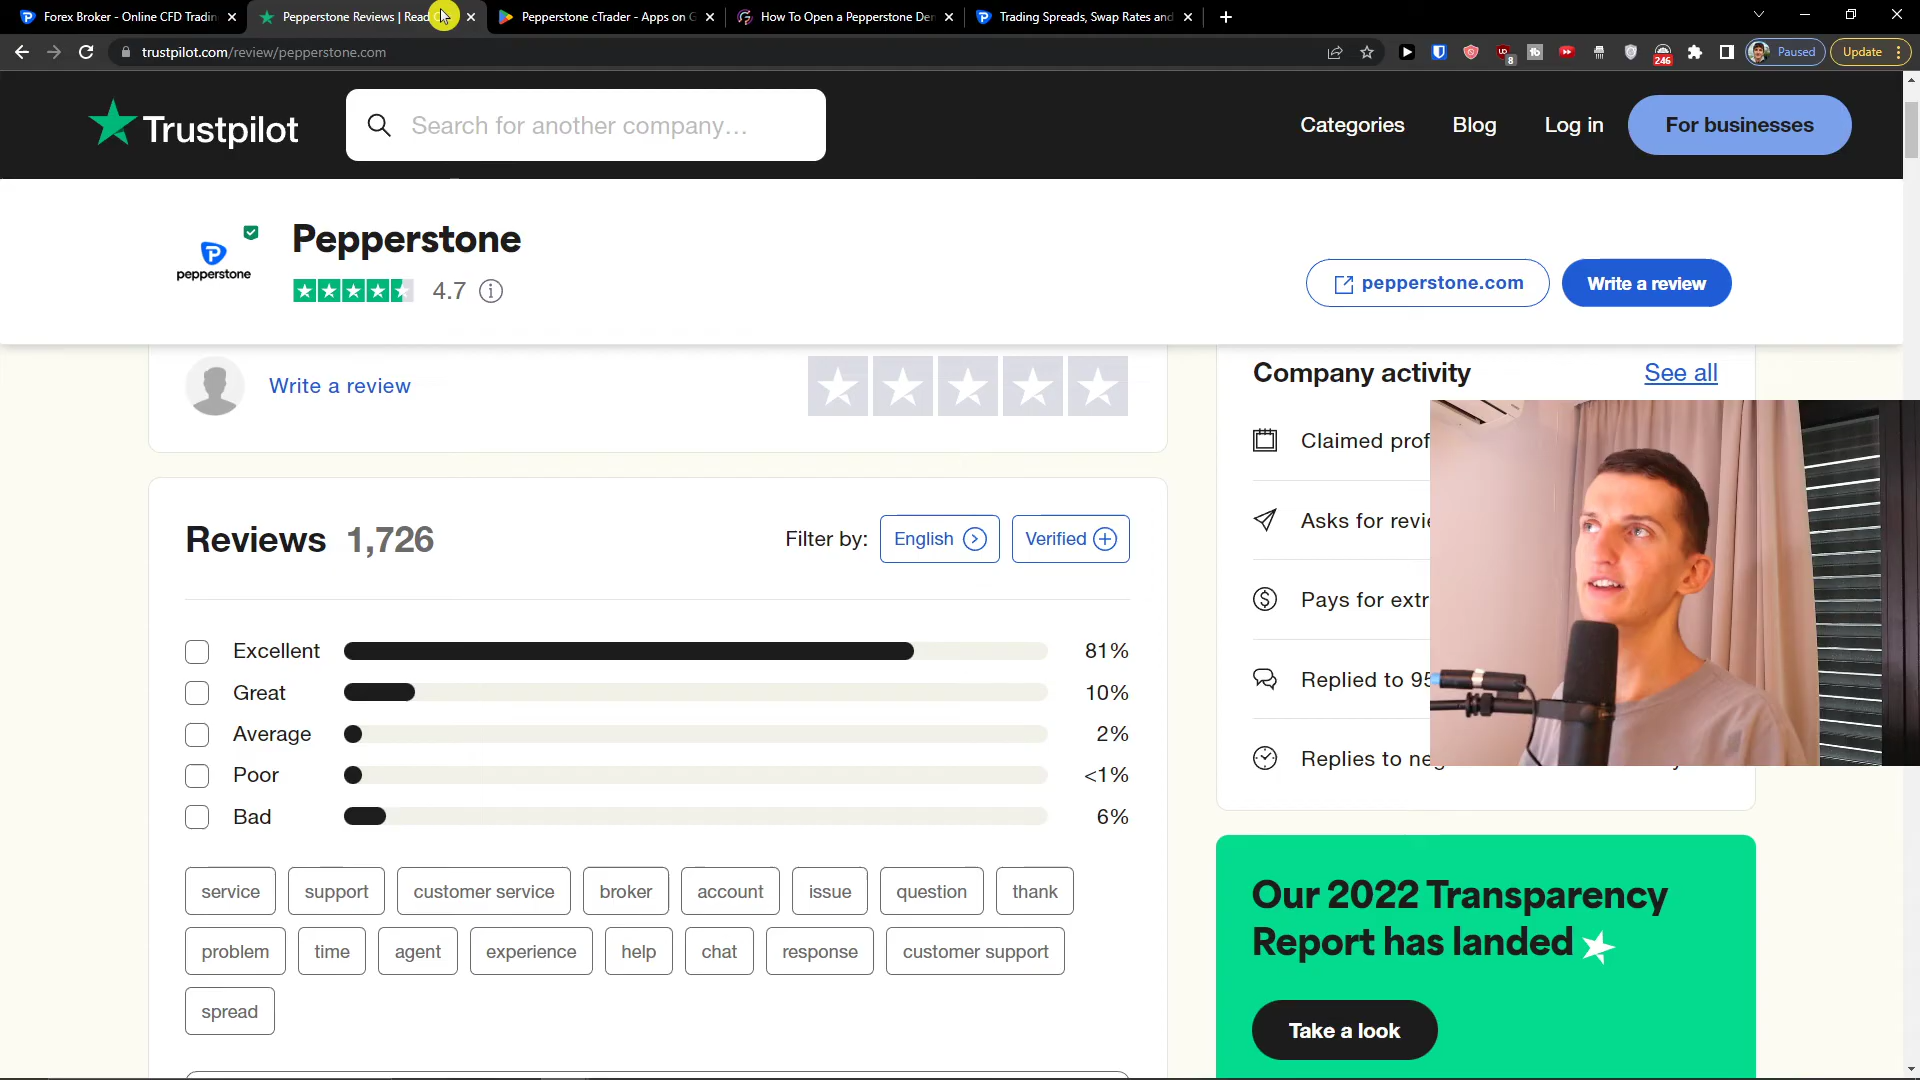 Forex Broker - Online CFD Tradin
Pepperstone Reviews | Read
Pepperstone cTrader - Apps on G
How To Open a Pepperstone Den
Trading Spreads, Swap Rates and
trustpilot.com/review/pepperstone.com
8
246
Paused
Update
Trustpilot
Search for another company…
Categories
Blog
Log in
For businesses
pepperstone
Pepperstone
4.7
pepperstone.com
Write a review
Write a review
Company activity
See all
Claimed prof
Asks for revi
Pays for extr
Replied to 95
Replies to neg
Reviews 1,726
Filter by:
English
Verified
Excellent 81%
Great 10%
Average 2%
Poor <1%
Bad 6%
service
support
customer service
broker
account
issue
question
thank
problem
time
agent
experience
help
chat
response
customer support
spread
Our 2022 Transparency
Report has landed
Take a look